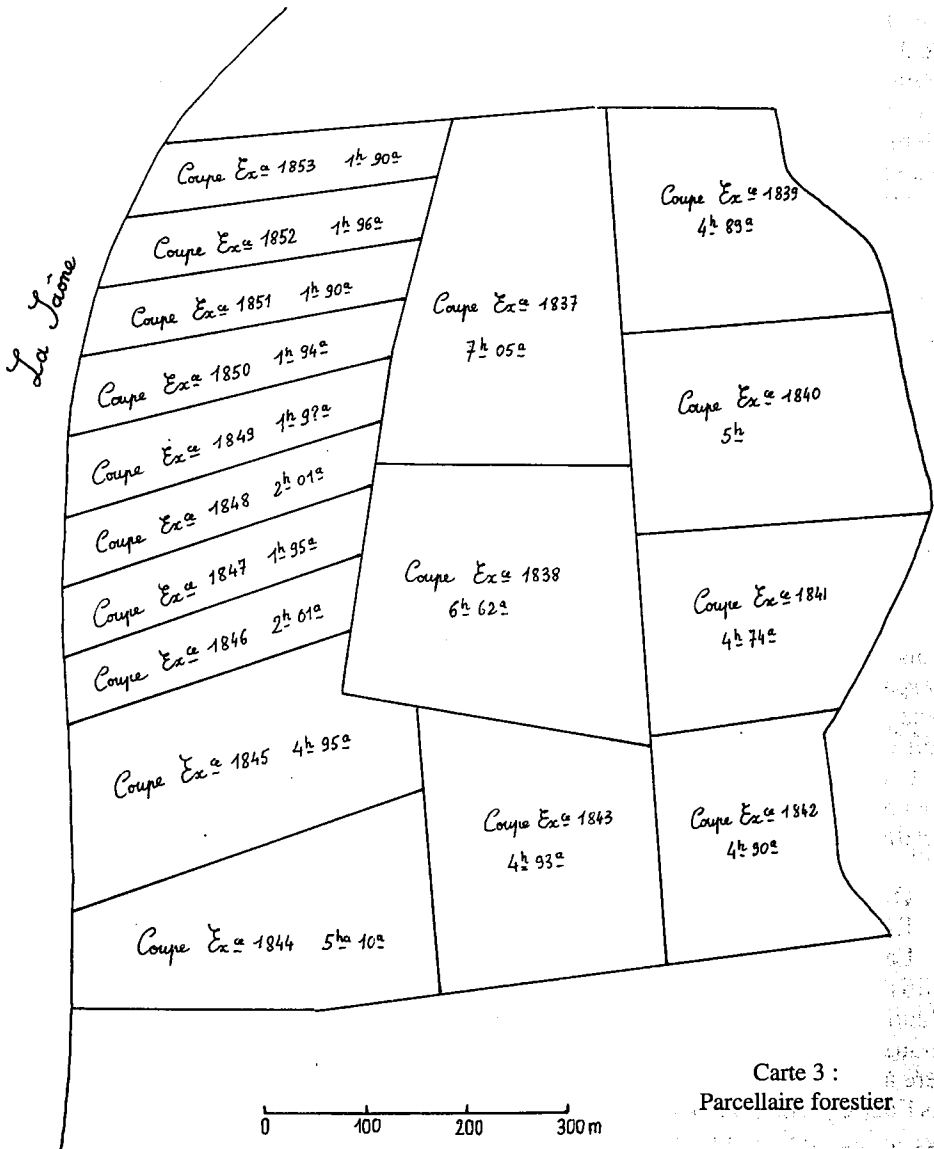 Coupe Exce 1853 1h 90a
Coupe Exce 1839
4h 89a
Coupe Exce 1852 1h 96a
La Saône
Coupe Exce 1851 1h 90a
Coupe Exce 1837
7h 05a
Coupe Exce 1850 1h 94a
Coupe Exce 1840
5h
Coupe Exce 1849 1h 9?a
Coupe Exce 1848 2h 01a
Coupe Exce 1847 1h 95a
Coupe Exce 1838
6h 62a
Coupe Exce 1841
4h 74a
Coupe Exce 1846 2h 01a
Coupe Exce 1845 4h 95a
Coupe Exce 1843
4h 93a
Coupe Exce 1842
4h 90a
Coupe Exce 1844 5ha 10a
Carte 3 :
Parcellaire forestier
0 100 200 300 m